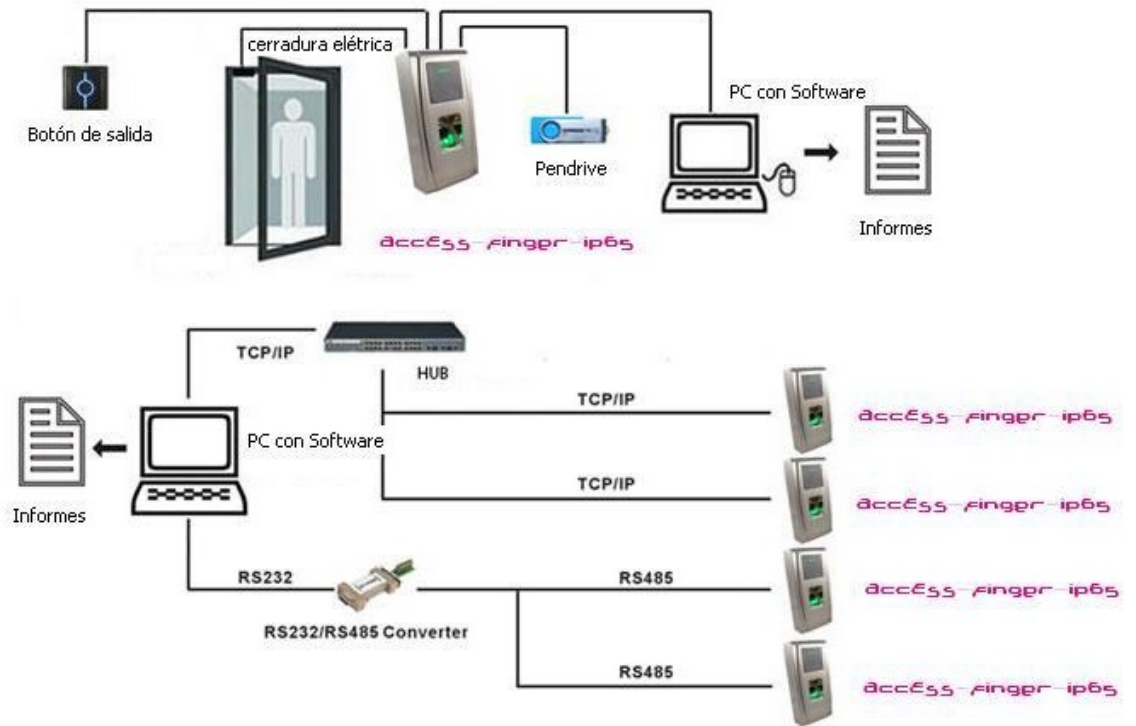 cerradura elétrica
PC con Software
Botón de salida
Pendrive
Informes
access-finger-ip65
TCP/IP
HUB
TCP/IP
access-finger-ip65
PC con Software
TCP/IP
access-finger-ip65
Informes
RS232
RS485
access-finger-ip65
RS232/RS485 Converter
RS485
access-finger-ip65